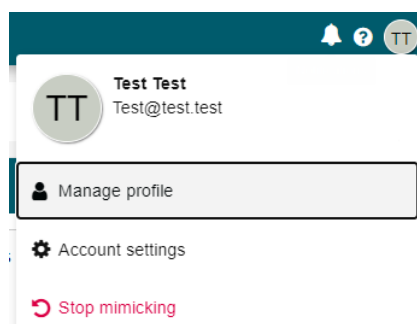 TT
TT
Test Test
Test@test.test
Manage profile
Account settings
Stop mimicking